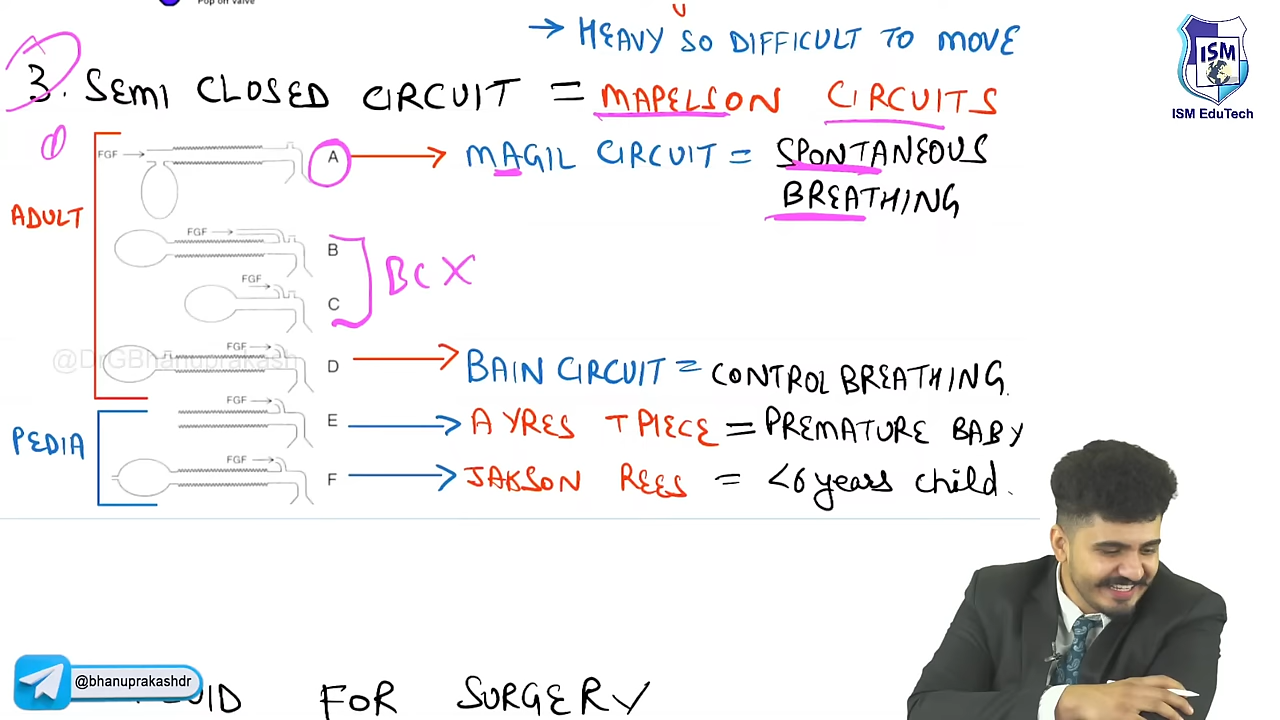 Pop off valve
→ HEAVY SO DIFFICULT TO MOVE
ISM
ISM EduTech
3. SEMI CLOSED CIRCUIT = MAPELSON CIRCUITS
①
FGF A → MAGIL CIRCUIT = SPONTANEOUS
BREATHING
ADULT
FGF B
BC X
FGF C
@DrGBhanuprakash
FGF D → BAIN CIRCUIT = CONTROL BREATHING.
FGF E → AYRES T PIECE = PREMATURE BABY
PEDIA
FGF F → JAKSON REES = <6 years child.
@bhanuprakashdr
FOR SURGERY